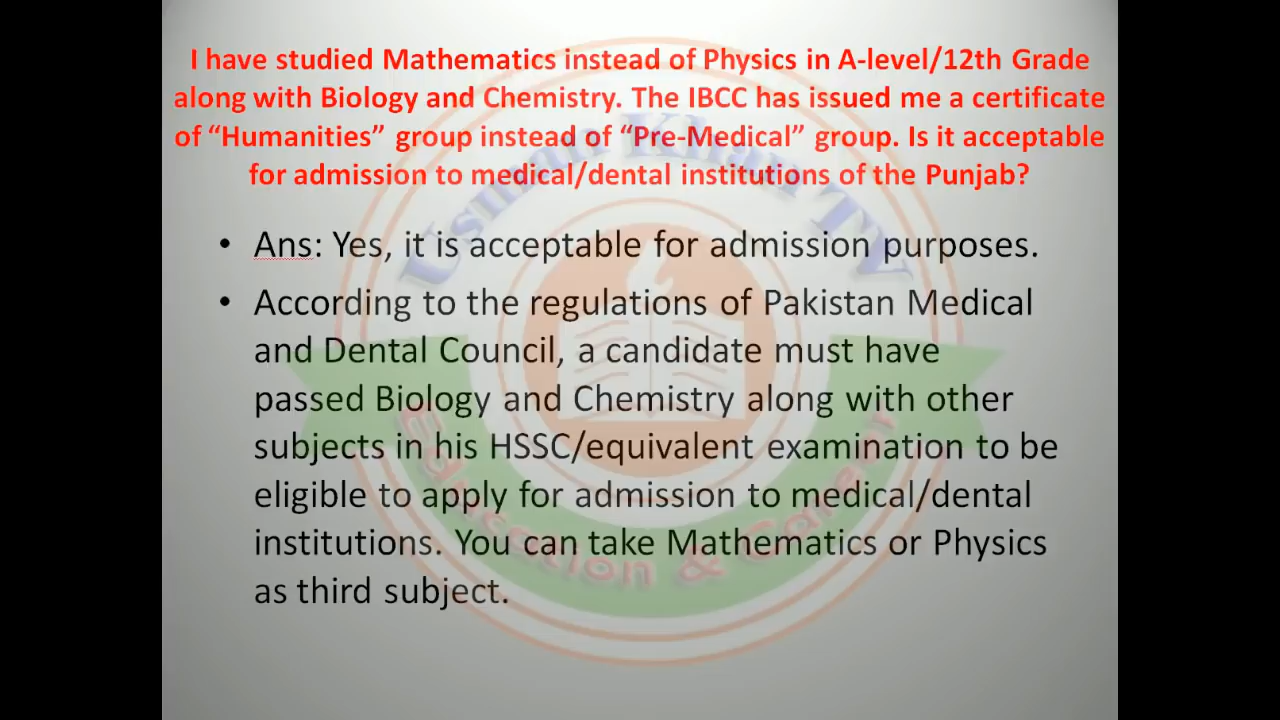 I have studied Mathematics instead of Physics in A-level/12th Grade
along with Biology and Chemistry. The IBCC has issued me a certificate
of “Humanities” group instead of “Pre-Medical” group. Is it acceptable
for admission to medical/dental institutions of the Punjab?
• Ans: Yes, it is acceptable for admission purposes.
• According to the regulations of Pakistan Medical
and Dental Council, a candidate must have
passed Biology and Chemistry along with other
subjects in his HSSC/equivalent examination to be
eligible to apply for admission to medical/dental
institutions. You can take Mathematics or Physics
as third subject.
Usman Khan TV
Education & Career